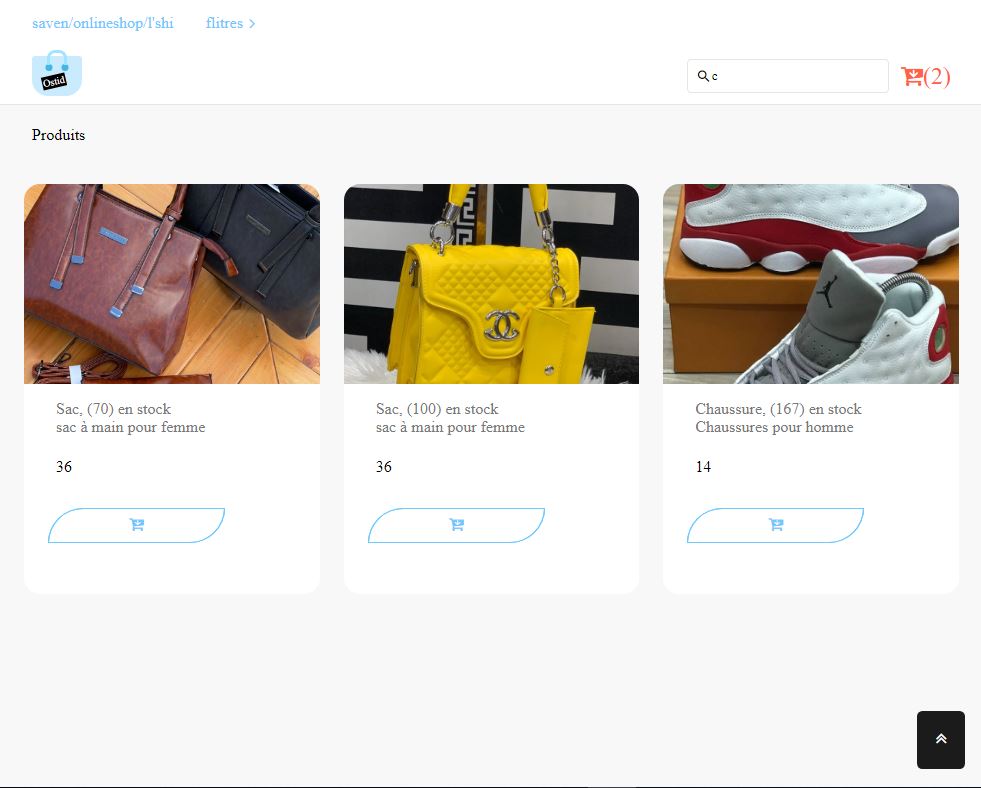 saven/onlineshop/l'shi flitres >
Ostid
c
(2)
Produits
Sac, (70) en stock
sac à main pour femme
36
Sac, (100) en stock
sac à main pour femme
36
Chaussure, (167) en stock
Chaussures pour homme
14